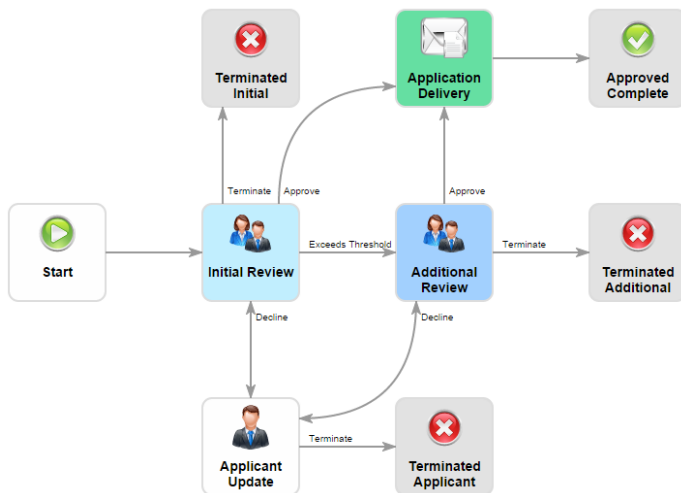 Terminated
Initial
Application
Delivery
Approved
Complete
Terminate
Approve
Approve
Start
Initial Review
Exceeds Threshold
Additional
Review
Terminate
Terminated
Additional
Decline
Decline
Applicant
Update
Terminate
Terminated
Applicant